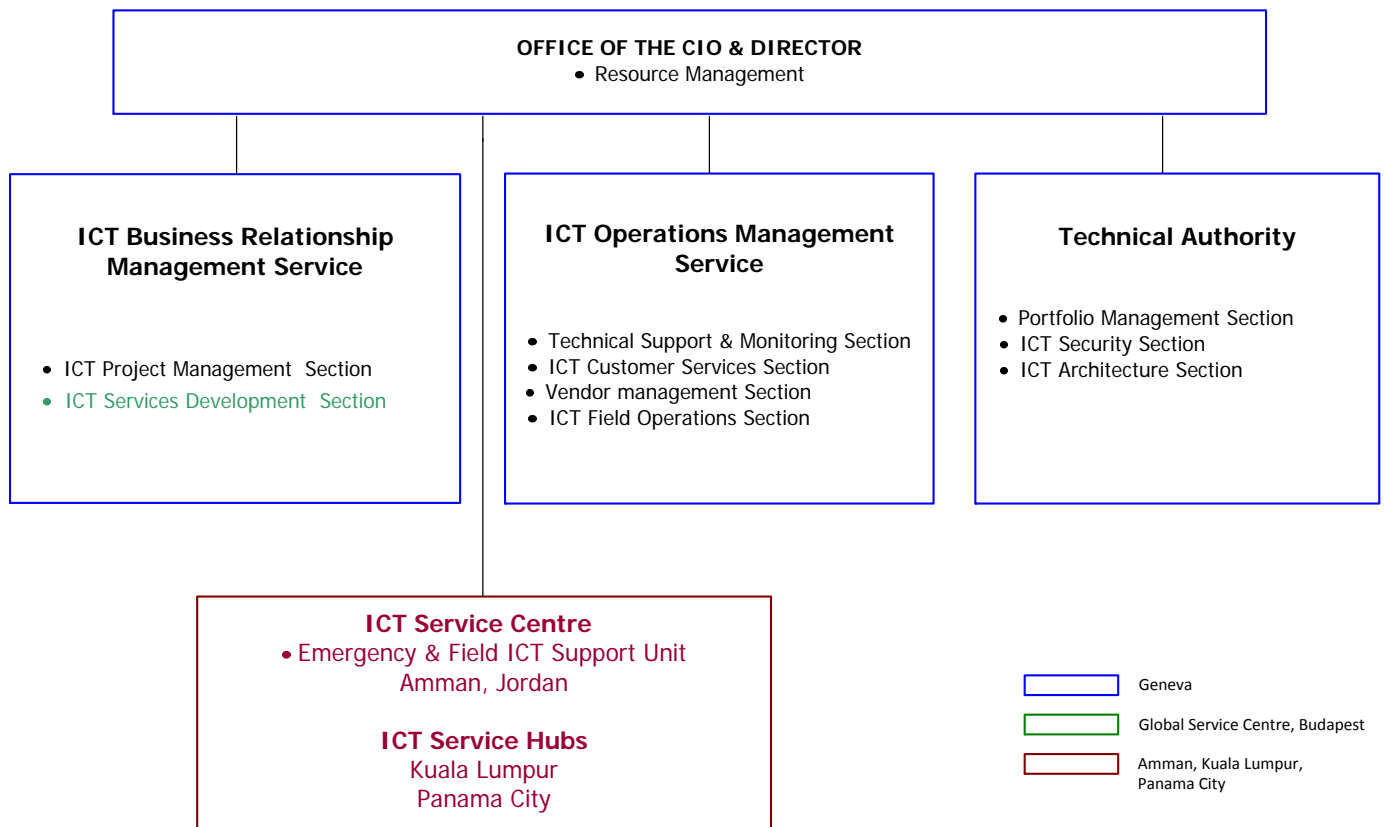 OFFICE OF THE CIO & DIRECTOR
• Resource Management
ICT Business Relationship
Management Service
• ICT Project Management Section
• ICT Services Development Section
ICT Operations Management
Service
• Technical Support & Monitoring Section
• ICT Customer Services Section
• Vendor management Section
• ICT Field Operations Section
Technical Authority
• Portfolio Management Section
• ICT Security Section
• ICT Architecture Section
ICT Service Centre
• Emergency & Field ICT Support Unit
Amman, Jordan
ICT Service Hubs
Kuala Lumpur
Panama City
Geneva
Global Service Centre, Budapest
Amman, Kuala Lumpur,
Panama City